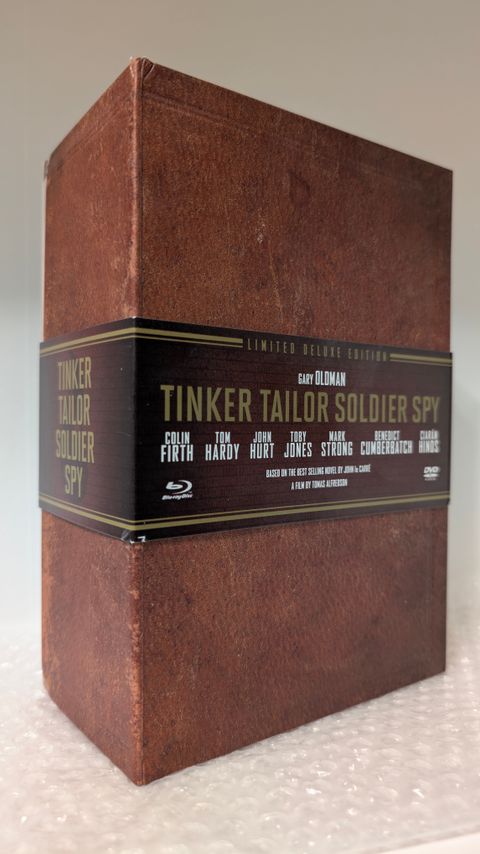 TINKER
TAILOR
SOLDIER
SPY
LIMITED DELUXE EDITION
GARY OLDMAN
TINKER TAILOR SOLDIER SPY
COLIN FIRTH TOM HARDY JOHN HURT TOBY JONES MARK STRONG BENEDICT CUMBERBATCH CIARÁN HINDS
BASED ON THE BEST SELLING NOVEL BY JOHN le CARRÉ
A FILM BY TOMAS ALFREDSON
Blu-ray Disc
DVD